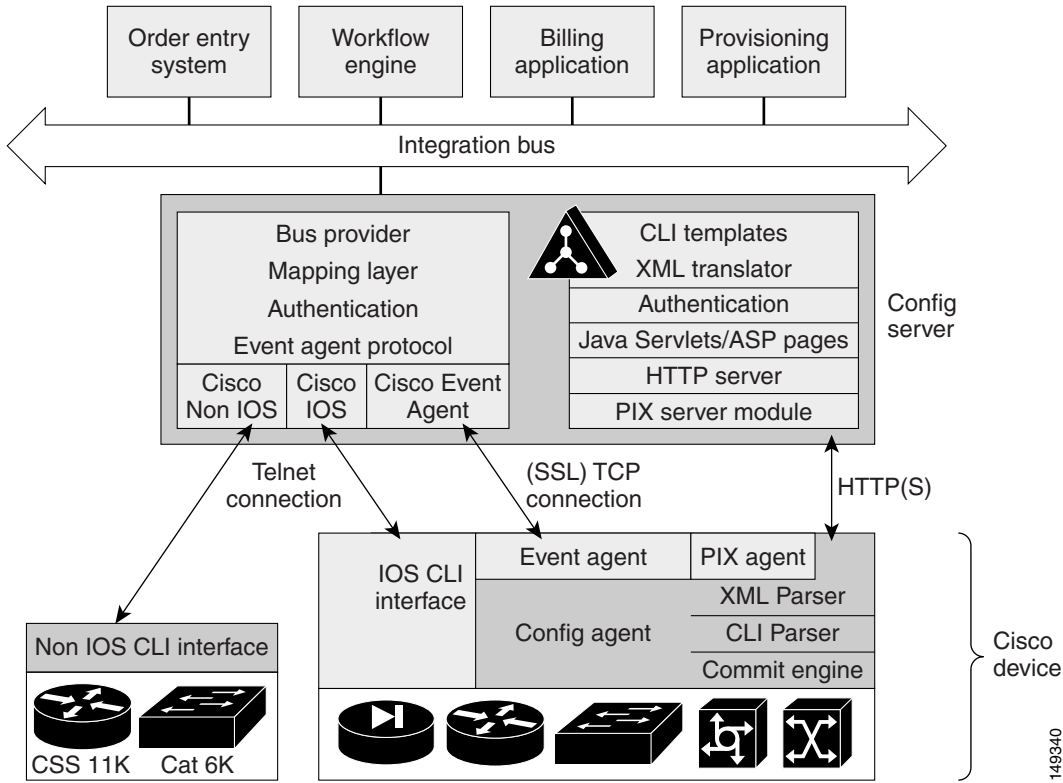 Order entry
system
Workflow
engine
Billing
application
Provisioning
application
Integration bus
Bus provider
Mapping layer
Authentication
Event agent protocol
Cisco
Non IOS
Cisco
IOS
Cisco Event
Agent
CLI templates
XML translator
Authentication
Java Servlets/ASP pages
HTTP server
PIX server module
Config
server
Telnet
connection
(SSL) TCP
connection
HTTP(S)
Non IOS CLI interface
CSS 11K
Cat 6K
IOS CLI
interface
Event agent
PIX agent
Config agent
XML Parser
CLI Parser
Commit engine
Cisco
device
149340